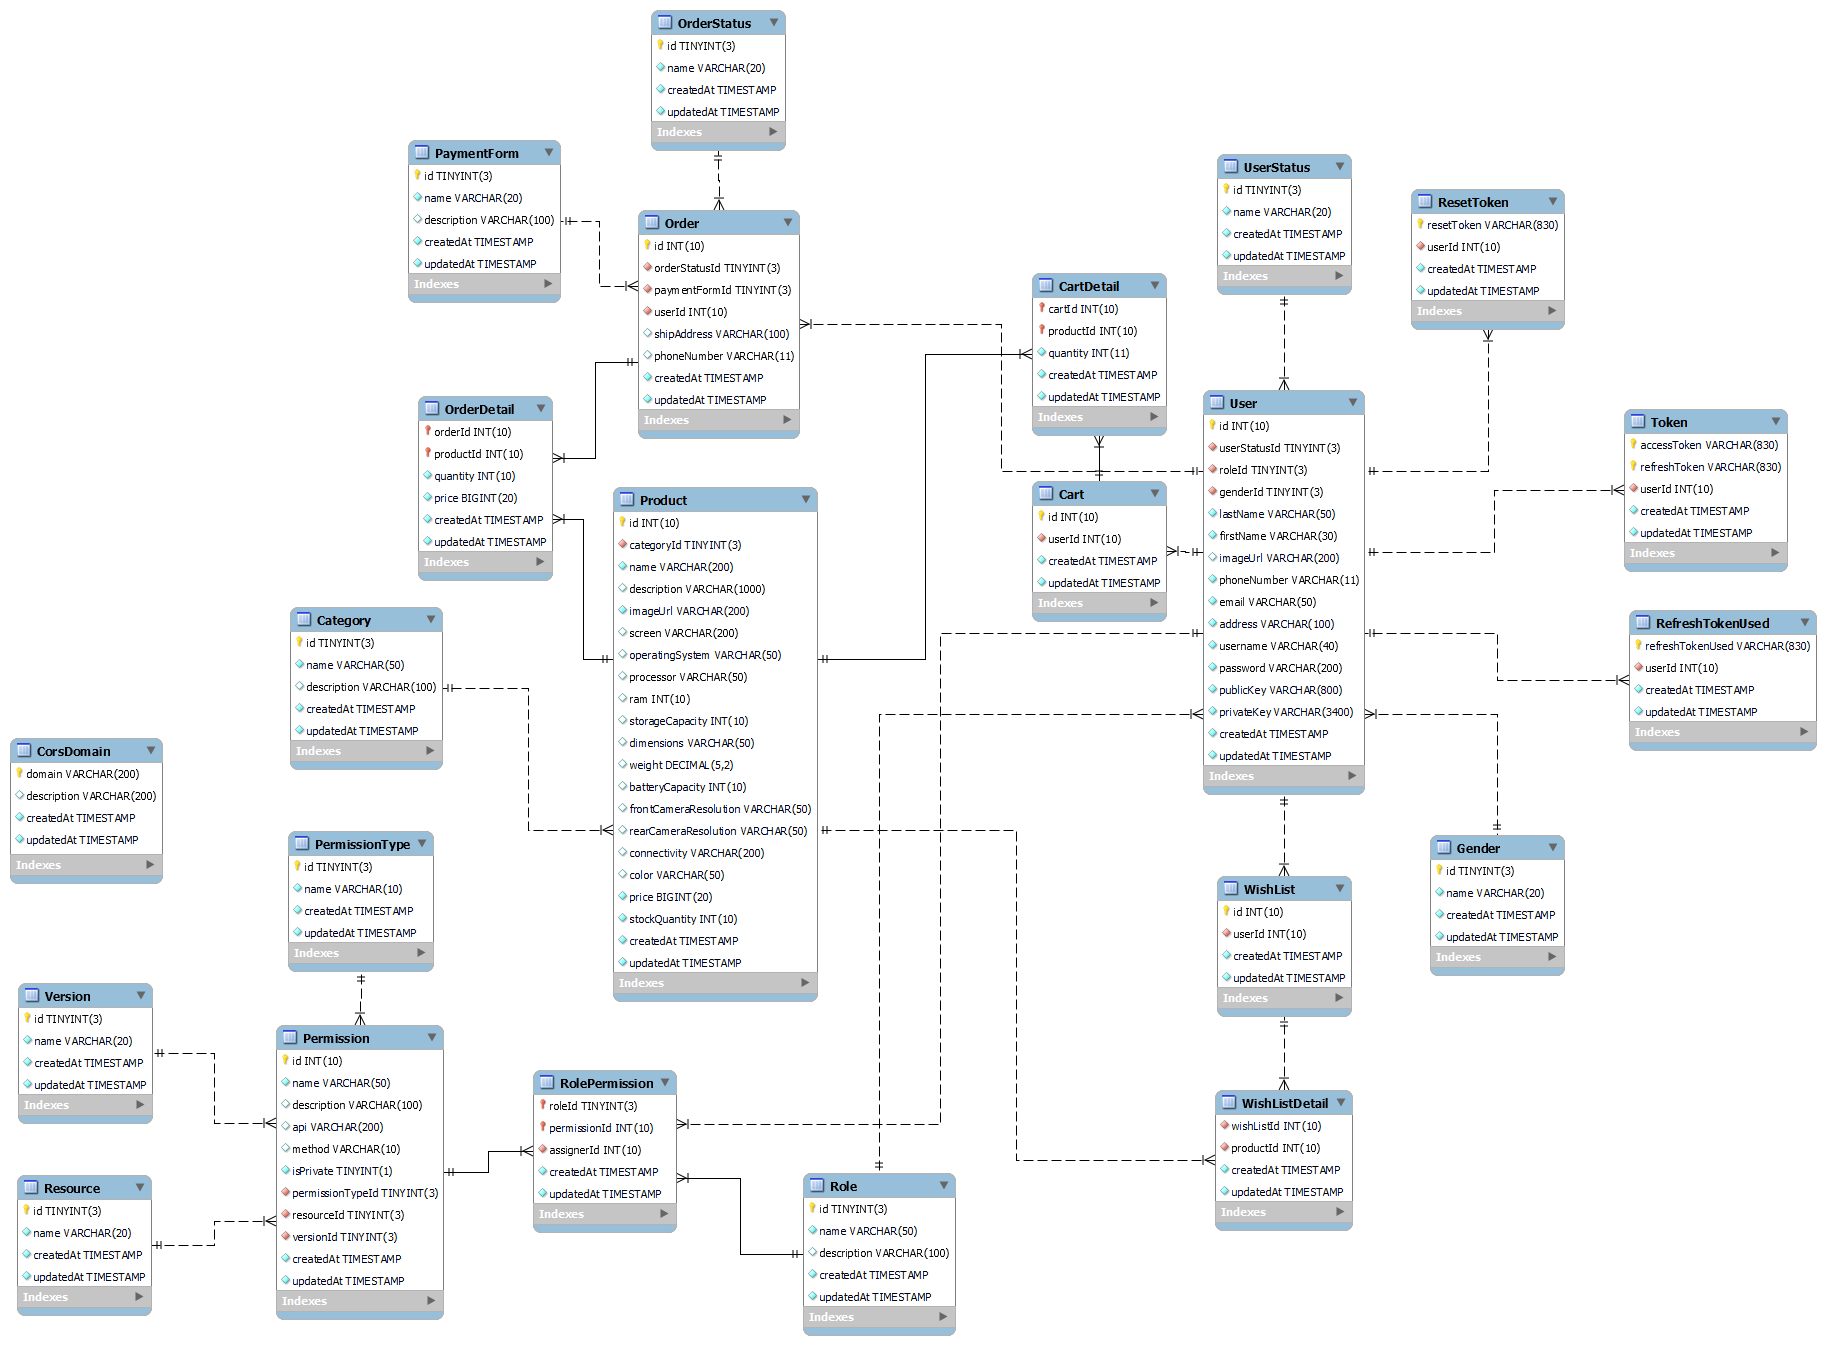 OrderStatus
id TINYINT(3)
name VARCHAR(20)
createdAt TIMESTAMP
updatedAt TIMESTAMP
Indexes
PaymentForm
id TINYINT(3)
name VARCHAR(20)
description VARCHAR(100)
createdAt TIMESTAMP
updatedAt TIMESTAMP
Indexes
Order
id INT(10)
orderStatusId TINYINT(3)
paymentFormId TINYINT(3)
userId INT(10)
shipAddress VARCHAR(100)
phoneNumber VARCHAR(11)
createdAt TIMESTAMP
updatedAt TIMESTAMP
Indexes
UserStatus
id TINYINT(3)
name VARCHAR(20)
createdAt TIMESTAMP
updatedAt TIMESTAMP
Indexes
ResetToken
resetToken VARCHAR(830)
userId INT(10)
createdAt TIMESTAMP
updatedAt TIMESTAMP
Indexes
CartDetail
cartId INT(10)
productId INT(10)
quantity INT(11)
createdAt TIMESTAMP
updatedAt TIMESTAMP
Indexes
OrderDetail
orderId INT(10)
productId INT(10)
quantity INT(10)
price BIGINT(20)
createdAt TIMESTAMP
updatedAt TIMESTAMP
Indexes
User
id INT(10)
userStatusId TINYINT(3)
roleId TINYINT(3)
genderId TINYINT(3)
lastName VARCHAR(50)
firstName VARCHAR(30)
imageUrl VARCHAR(200)
phoneNumber VARCHAR(11)
email VARCHAR(50)
address VARCHAR(100)
username VARCHAR(40)
password VARCHAR(200)
publicKey VARCHAR(800)
privateKey VARCHAR(3400)
createdAt TIMESTAMP
updatedAt TIMESTAMP
Indexes
Token
accessToken VARCHAR(830)
refreshToken VARCHAR(830)
userId INT(10)
createdAt TIMESTAMP
updatedAt TIMESTAMP
Indexes
Product
id INT(10)
categoryId TINYINT(3)
name VARCHAR(200)
description VARCHAR(1000)
imageUrl VARCHAR(200)
screen VARCHAR(200)
operatingSystem VARCHAR(50)
processor VARCHAR(50)
ram INT(10)
storageCapacity INT(10)
dimensions VARCHAR(50)
weight DECIMAL(5,2)
batteryCapacity INT(10)
frontCameraResolution VARCHAR(50)
rearCameraResolution VARCHAR(50)
connectivity VARCHAR(200)
color VARCHAR(50)
price BIGINT(20)
stockQuantity INT(10)
createdAt TIMESTAMP
updatedAt TIMESTAMP
Indexes
Cart
id INT(10)
userId INT(10)
createdAt TIMESTAMP
updatedAt TIMESTAMP
Indexes
Category
id TINYINT(3)
name VARCHAR(50)
description VARCHAR(100)
createdAt TIMESTAMP
updatedAt TIMESTAMP
Indexes
RefreshTokenUsed
refreshTokenUsed VARCHAR(830)
userId INT(10)
createdAt TIMESTAMP
updatedAt TIMESTAMP
Indexes
CorsDomain
domain VARCHAR(200)
description VARCHAR(200)
createdAt TIMESTAMP
updatedAt TIMESTAMP
Indexes
PermissionType
id TINYINT(3)
name VARCHAR(10)
createdAt TIMESTAMP
updatedAt TIMESTAMP
Indexes
Gender
id TINYINT(3)
name VARCHAR(20)
createdAt TIMESTAMP
updatedAt TIMESTAMP
Indexes
WishList
id INT(10)
userId INT(10)
createdAt TIMESTAMP
updatedAt TIMESTAMP
Indexes
Version
id TINYINT(3)
name VARCHAR(20)
createdAt TIMESTAMP
updatedAt TIMESTAMP
Indexes
Permission
id INT(10)
name VARCHAR(50)
description VARCHAR(100)
api VARCHAR(200)
method VARCHAR(10)
isPrivate TINYINT(1)
permissionTypeId TINYINT(3)
resourceId TINYINT(3)
versionId TINYINT(3)
createdAt TIMESTAMP
updatedAt TIMESTAMP
Indexes
RolePermission
roleId TINYINT(3)
permissionId INT(10)
assignerId INT(10)
createdAt TIMESTAMP
updatedAt TIMESTAMP
Indexes
WishListDetail
wishListId INT(10)
productId INT(10)
createdAt TIMESTAMP
updatedAt TIMESTAMP
Indexes
Resource
id TINYINT(3)
name VARCHAR(20)
createdAt TIMESTAMP
updatedAt TIMESTAMP
Indexes
Role
id TINYINT(3)
name VARCHAR(50)
description VARCHAR(100)
createdAt TIMESTAMP
updatedAt TIMESTAMP
Indexes